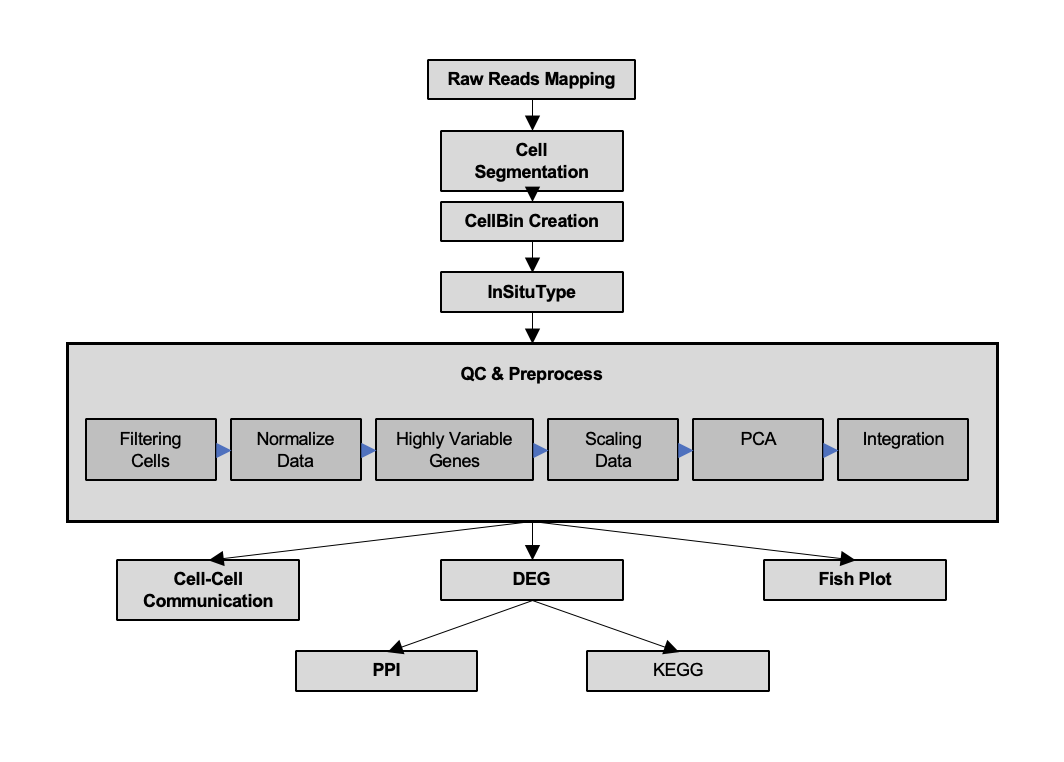 Raw Reads Mapping
Cell
Segmentation
CellBin Creation
InSituType
QC & Preprocess
Filtering
Cells
Normalize
Data
Highly Variable
Genes
Scaling
Data
PCA
Integration
Cell-Cell
Communication
DEG
Fish Plot
PPI
KEGG